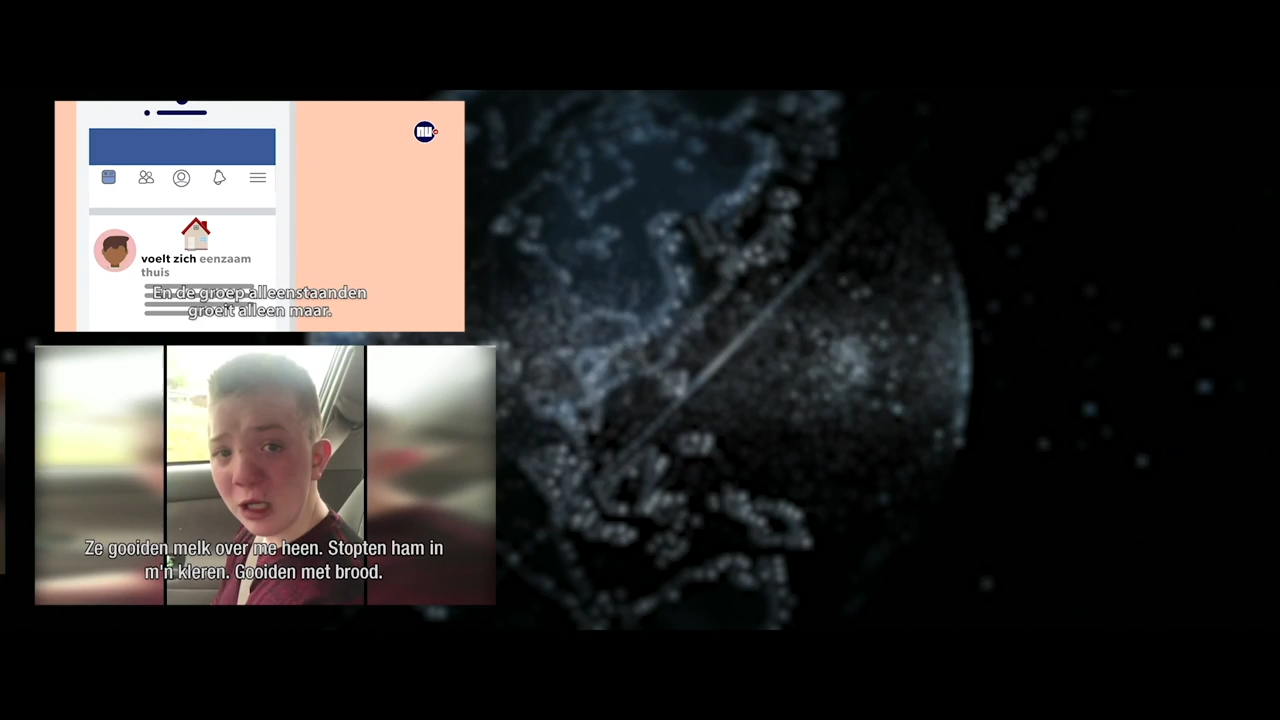 nu
voelt zich eenzaam
thuis
En de groep alleenstaanden
groeit alleen maar.
Ze gooiden melk over me heen. Stopten ham in
m'n kleren. Gooiden met brood.